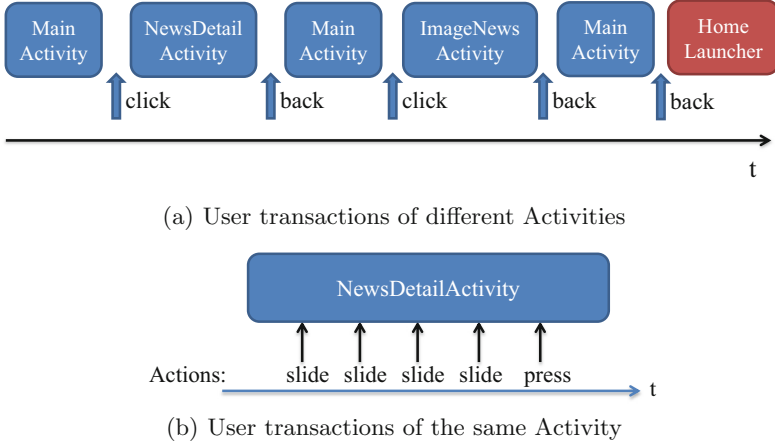 Main NewsDetail Main ImageNews Main Home
Activity Activity Activity Activity Activity Launcher
click back click back back
t
(a) User transactions of different Activities
NewsDetailActivity
Actions: slide slide slide slide press
t
(b) User transactions of the same Activity